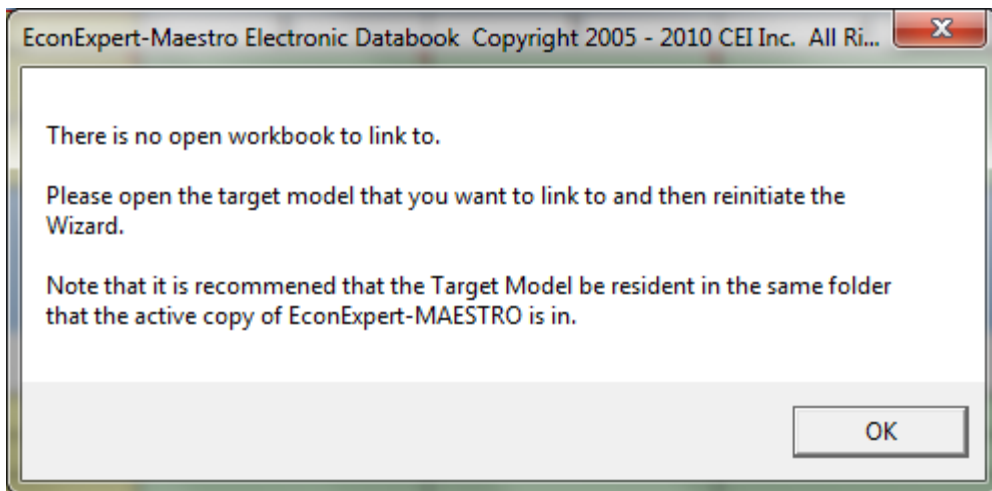 EconExpert-Maestro Electronic Databook  Copyright 2005 - 2010 CEI Inc.  All Ri...
There is no open workbook to link to.
Please open the target model that you want to link to and then reinitiate the
Wizard.
Note that it is recommened that the Target Model be resident in the same folder
that the active copy of EconExpert-MAESTRO is in.
OK